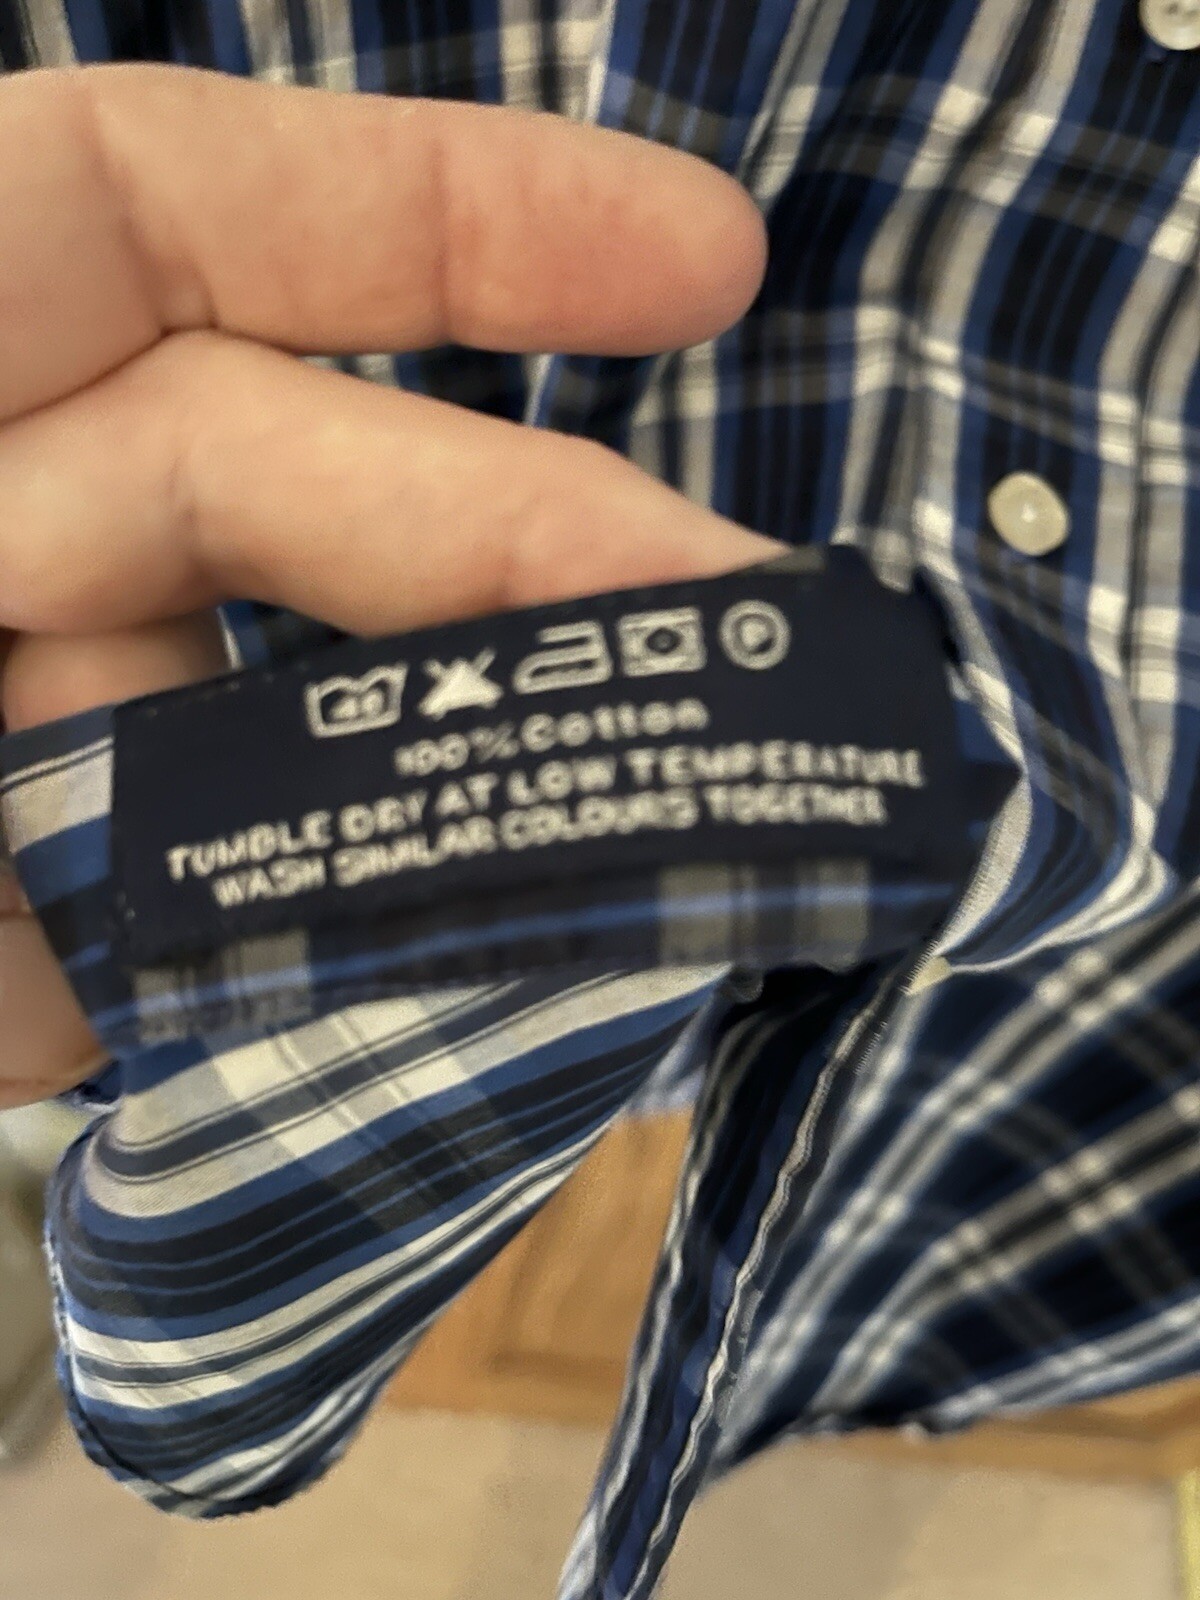 40 P
100% Cotton
TUMBLE DRY AT LOW TEMPERATURE
WASH SIMILAR COLOURS TOGETHER